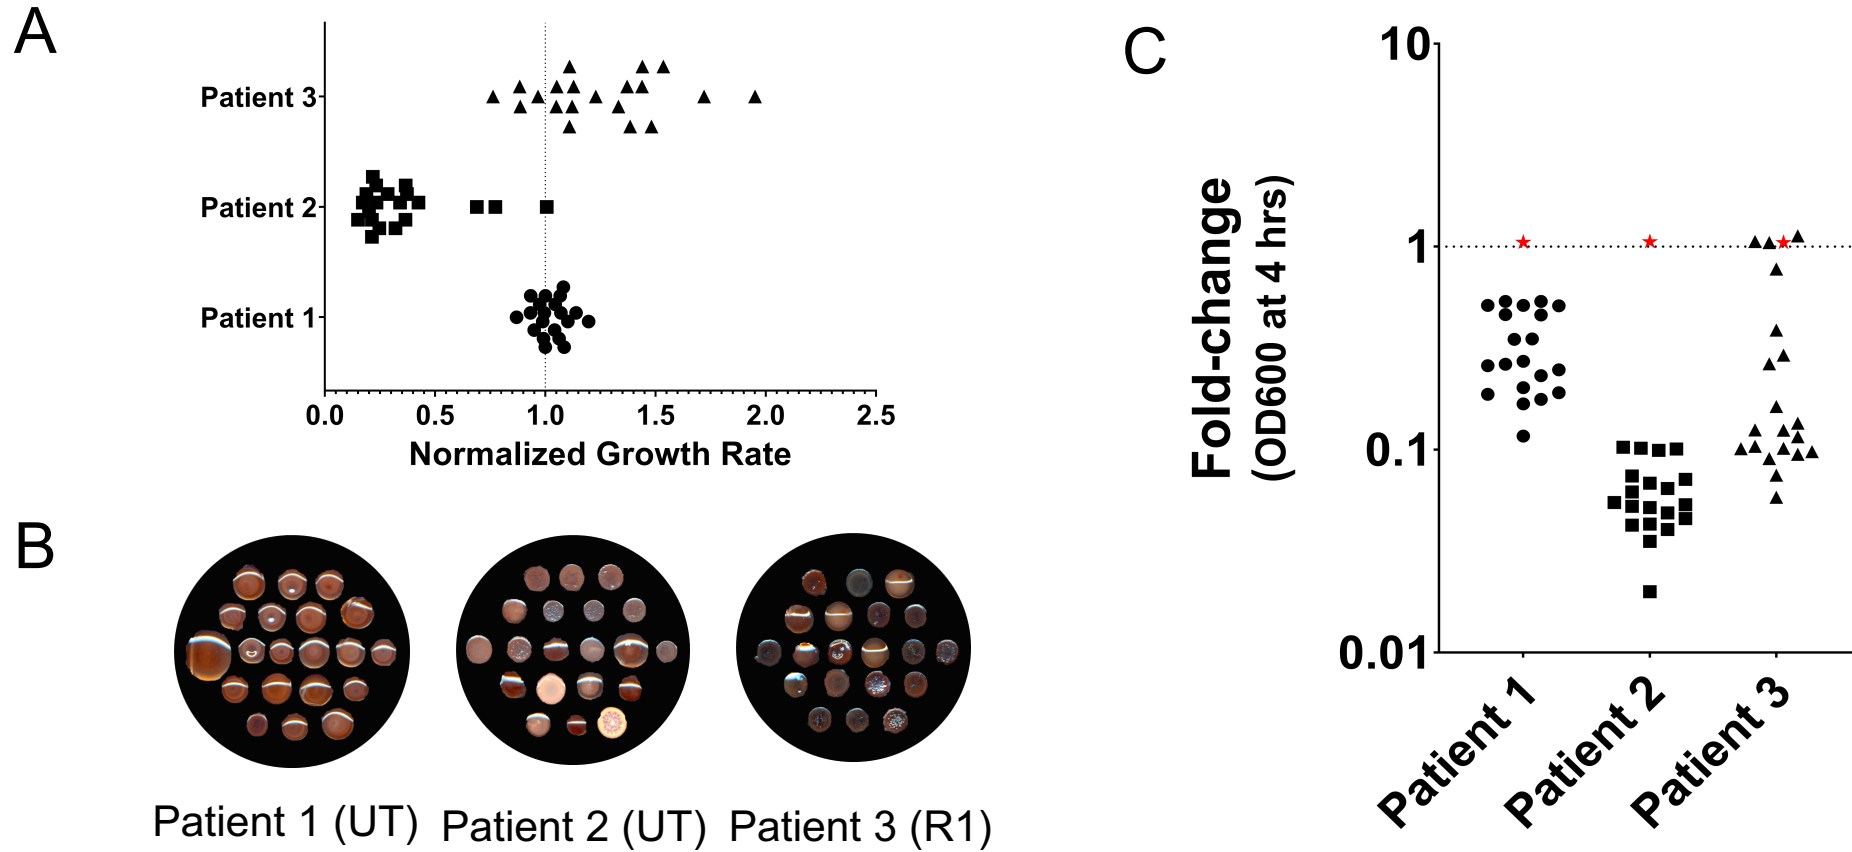 A
Patient 3
Patient 2
Patient 1
0.0 0.5 1.0 1.5 2.0 2.5
Normalized Growth Rate
B
Patient 1 (UT) Patient 2 (UT) Patient 3 (R1)
C
Fold-change
(OD600 at 4 hrs)
10
1
0.1
0.01
Patient 1 Patient 2 Patient 3